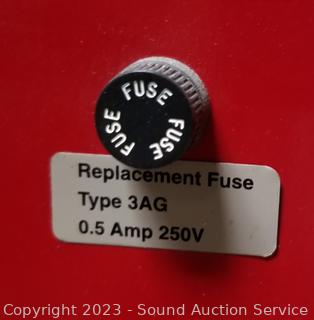 FUSE
FUSE
FUSE
Replacement Fuse
Type 3AG
0.5 Amp 250V
Copyright 2023 - Sound Auction Service